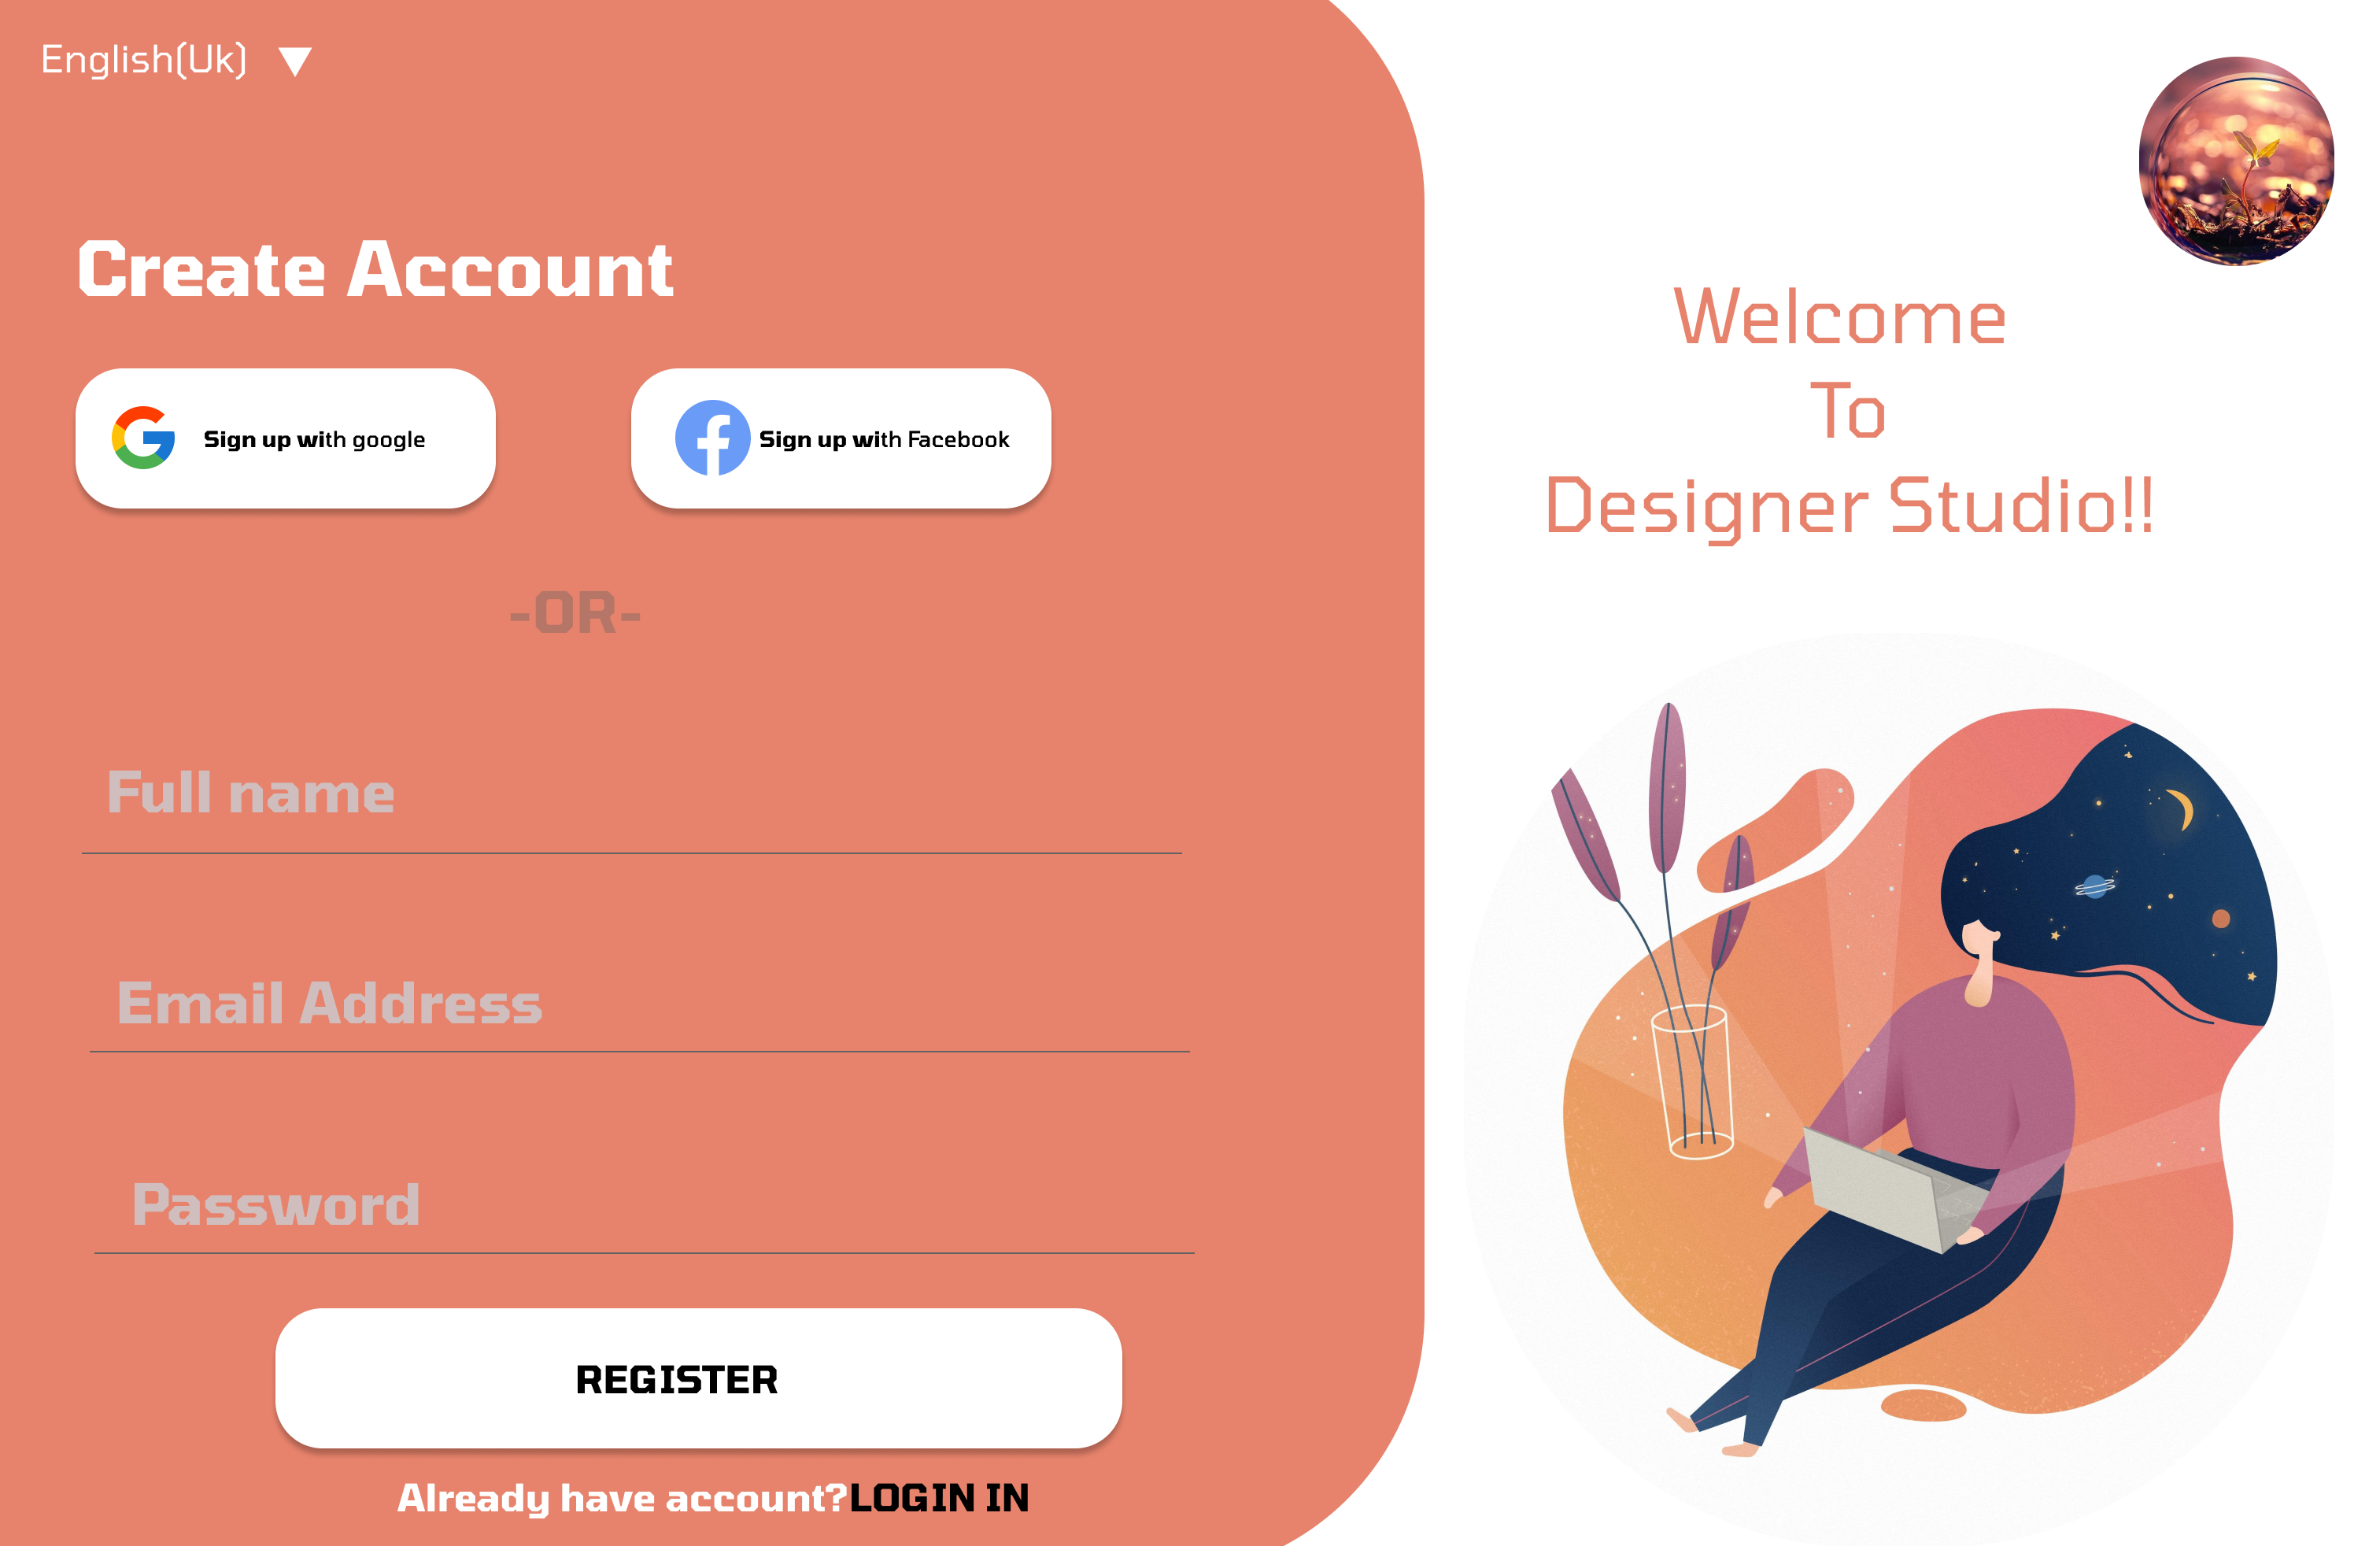 English(Uk)
Create Account
Sign up with google
Sign up with Facebook
-OR-
Full name
Email Address
Password
REGISTER
Already have account?LOGIN IN
Welcome
To
Designer Studio!!